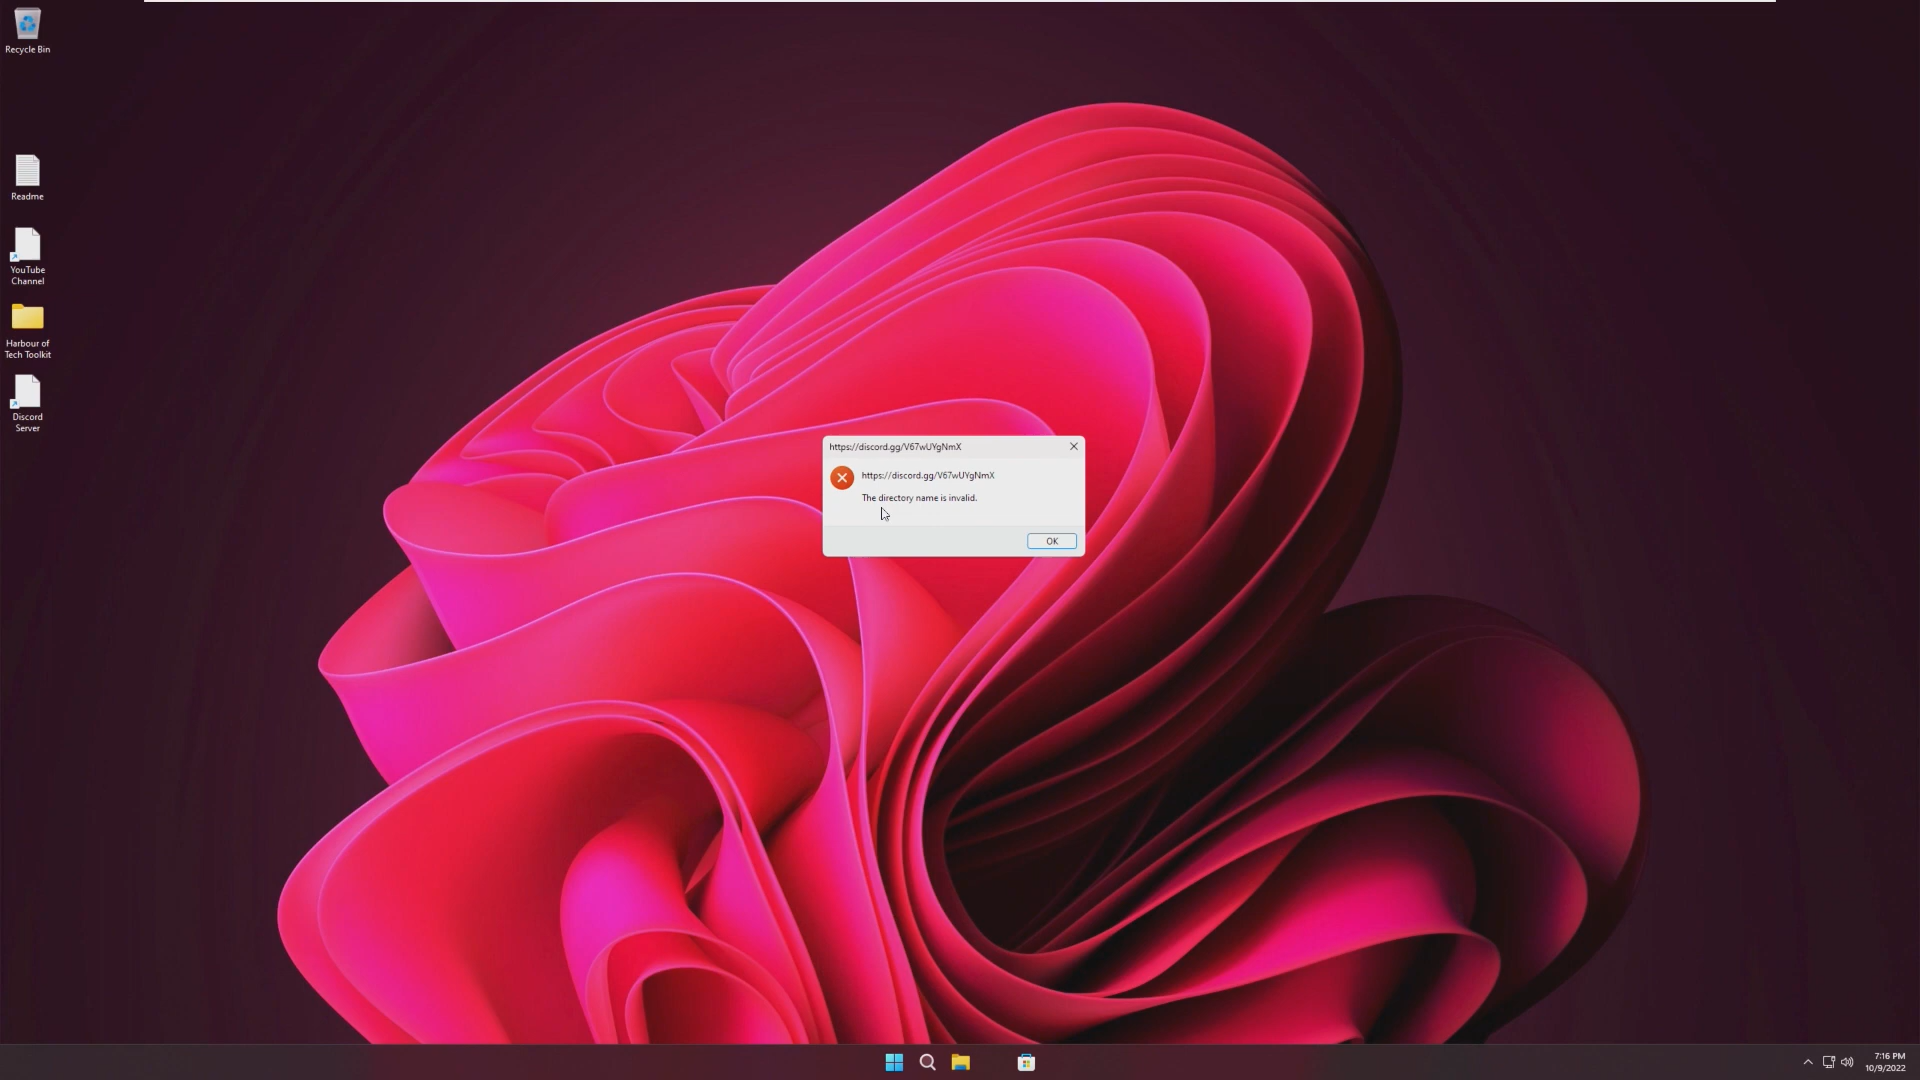 Recycle Bin
Readme
YouTube
Channel
Harbour of
Tech Toolkit
Discord
Server
https://discord.gg/V67wUYgNmX
https://discord.gg/V67wUYgNmX
The directory name is invalid.
OK
7:16 PM
10/9/2022